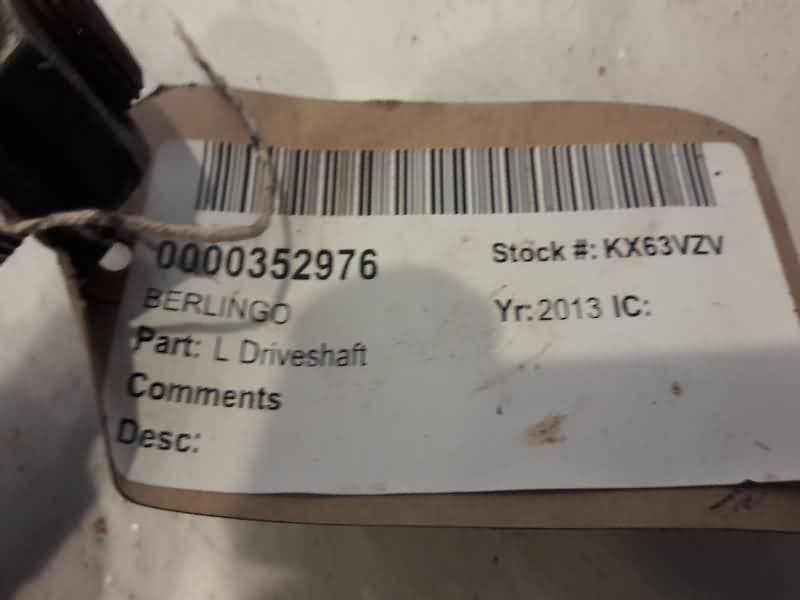 0000352976 Stock #: KX63VZV
BERLINGO Yr: 2013 IC:
Part: L Driveshaft
Comments
Desc: